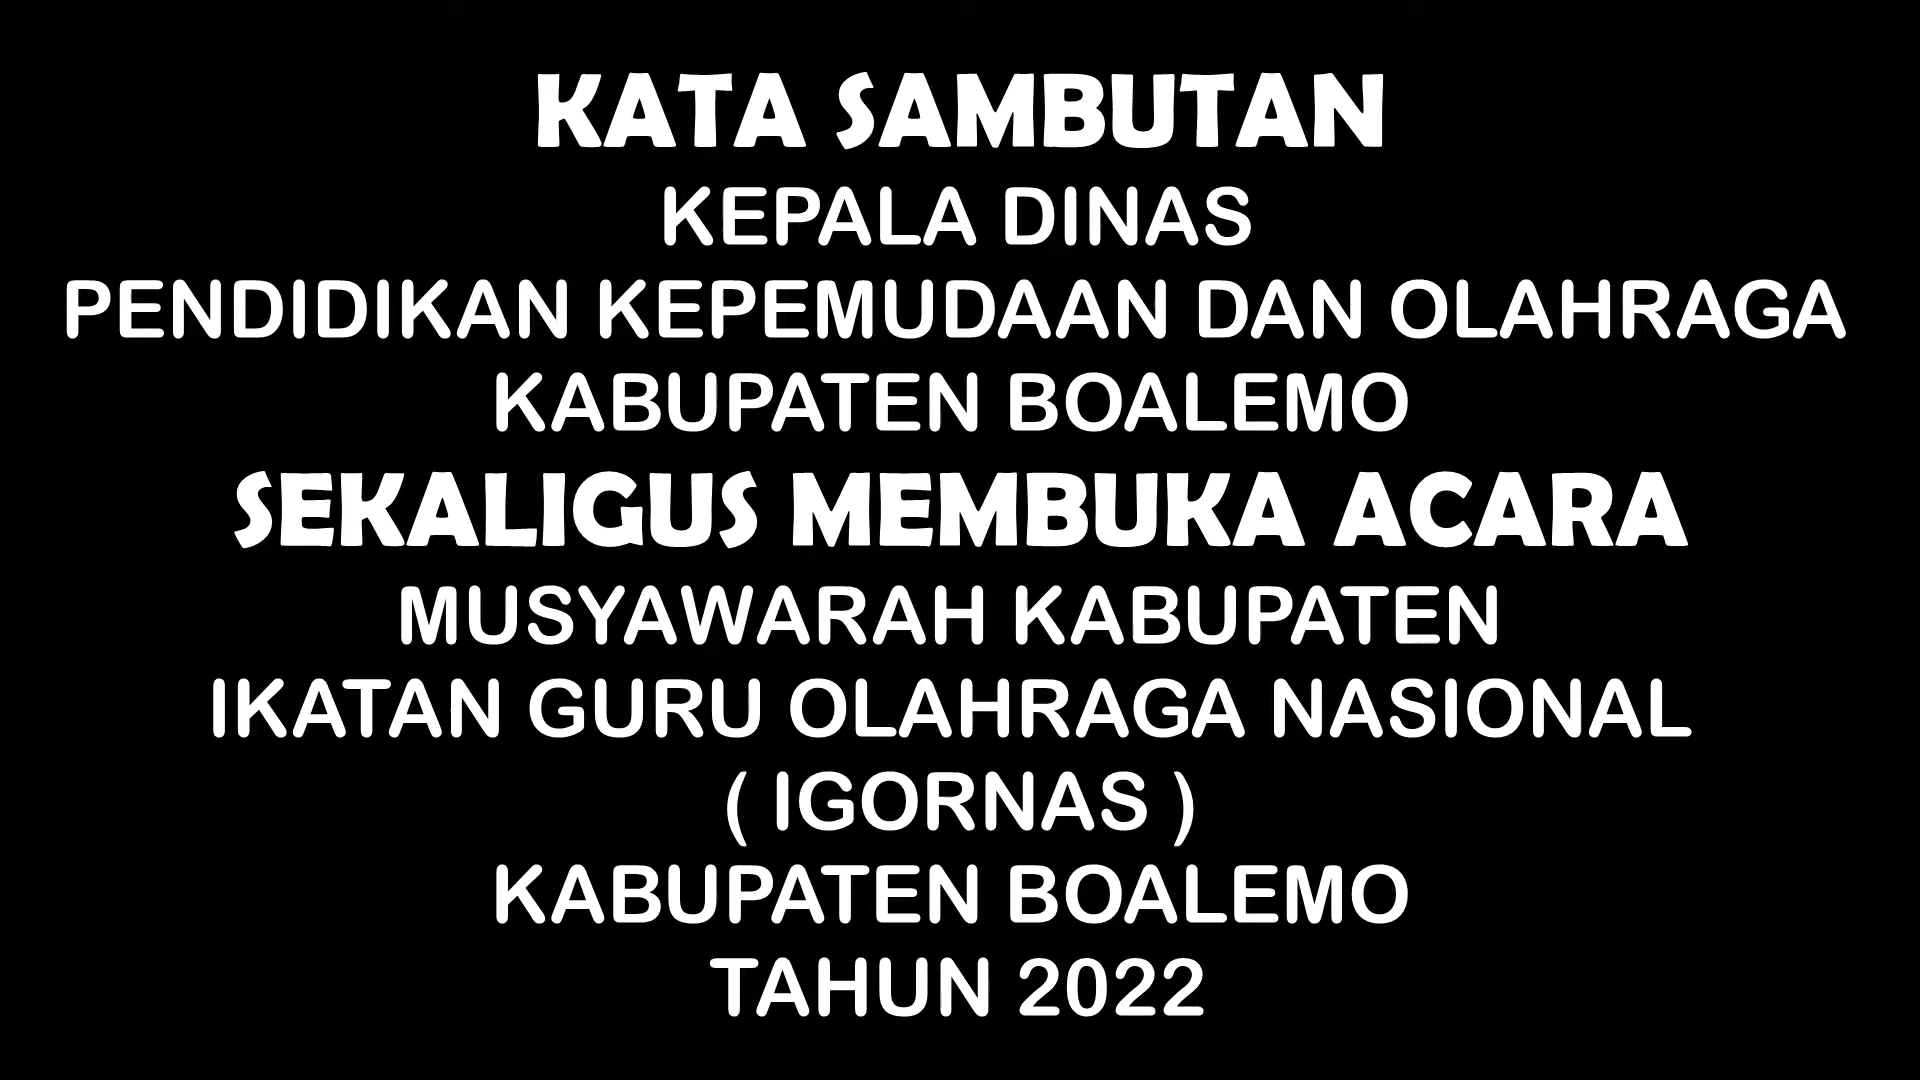 KATA SAMBUTAN
KEPALA DINAS
PENDIDIKAN KEPEMUDAAN DAN OLAHRAGA
KABUPATEN BOALEMO
SEKALIGUS MEMBUKA ACARA
MUSYAWARAH KABUPATEN
IKATAN GURU OLAHRAGA NASIONAL
( IGORNAS )
KABUPATEN BOALEMO
TAHUN 2022